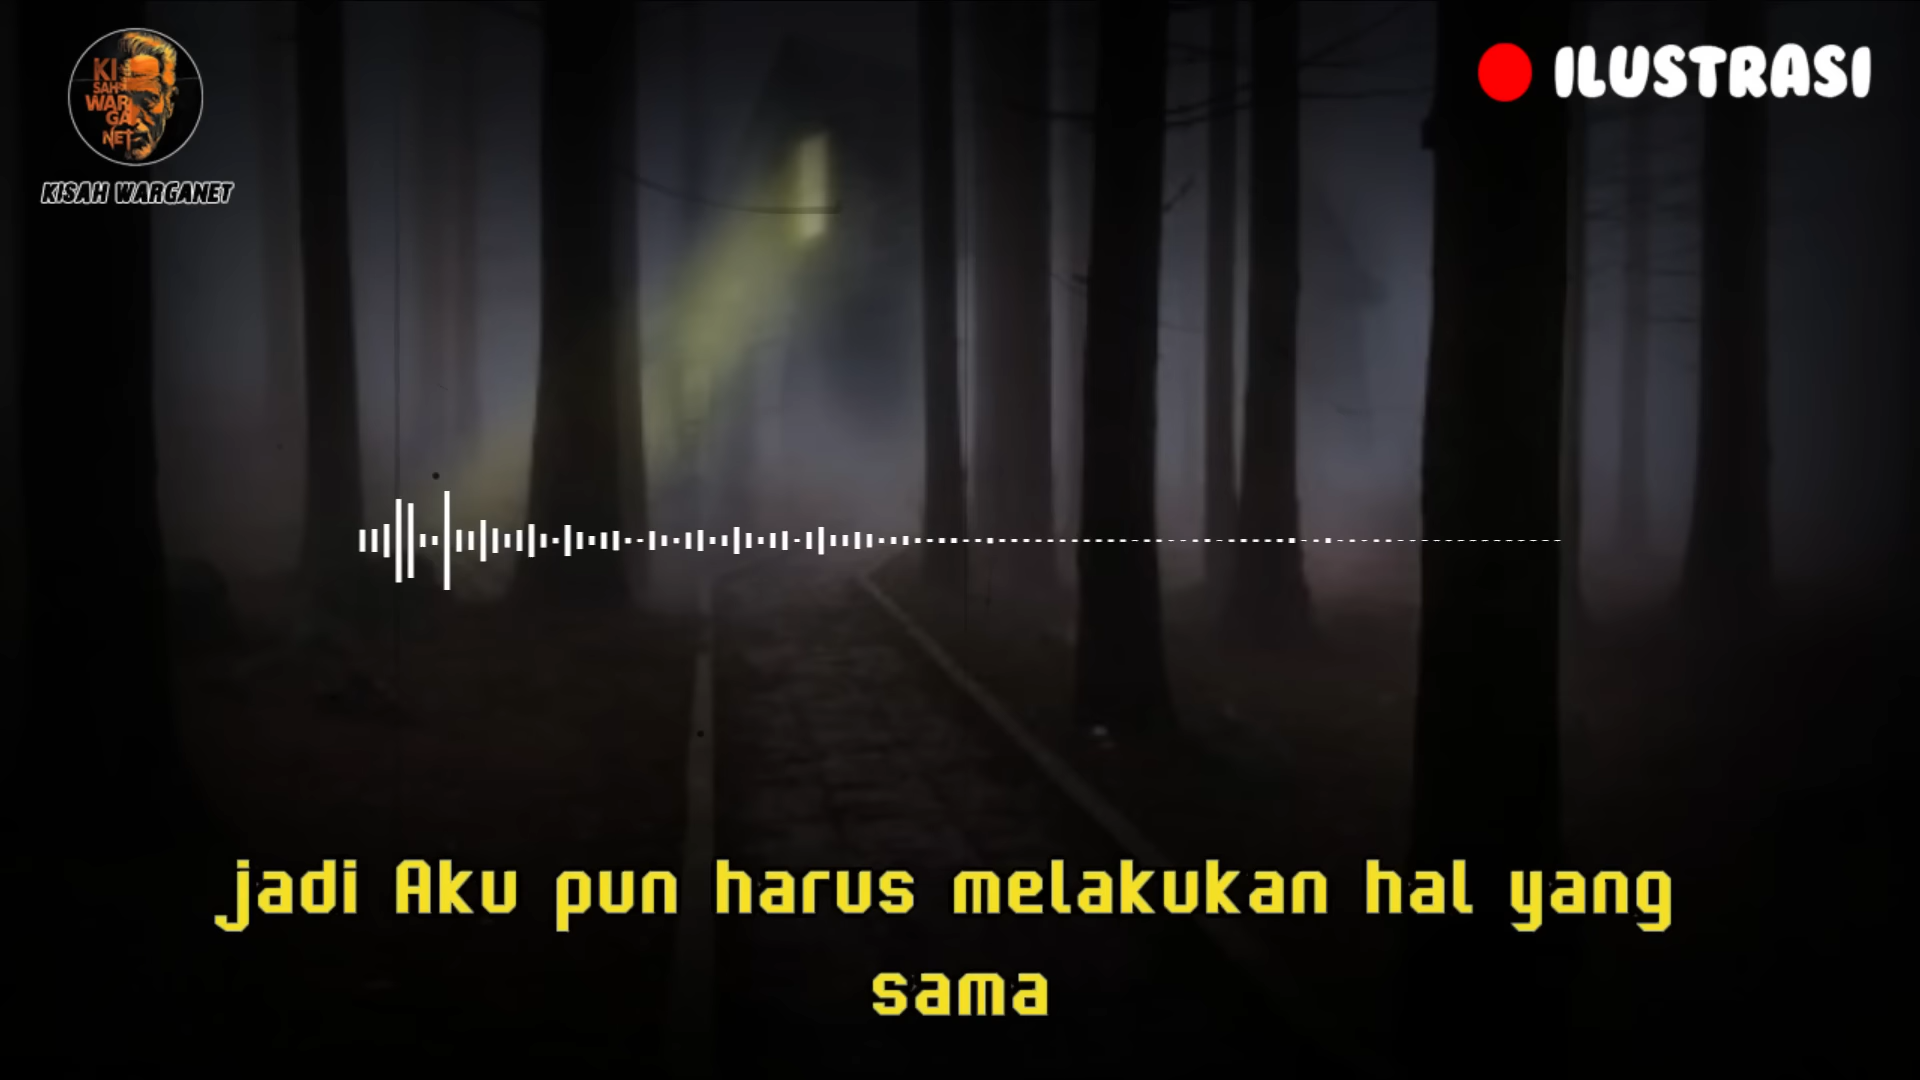 KI
SAH
WAR
GA
NET
KISAH WARGANET
ILUSTRASI
jadi Aku pun harus melakukan hal yang
sama